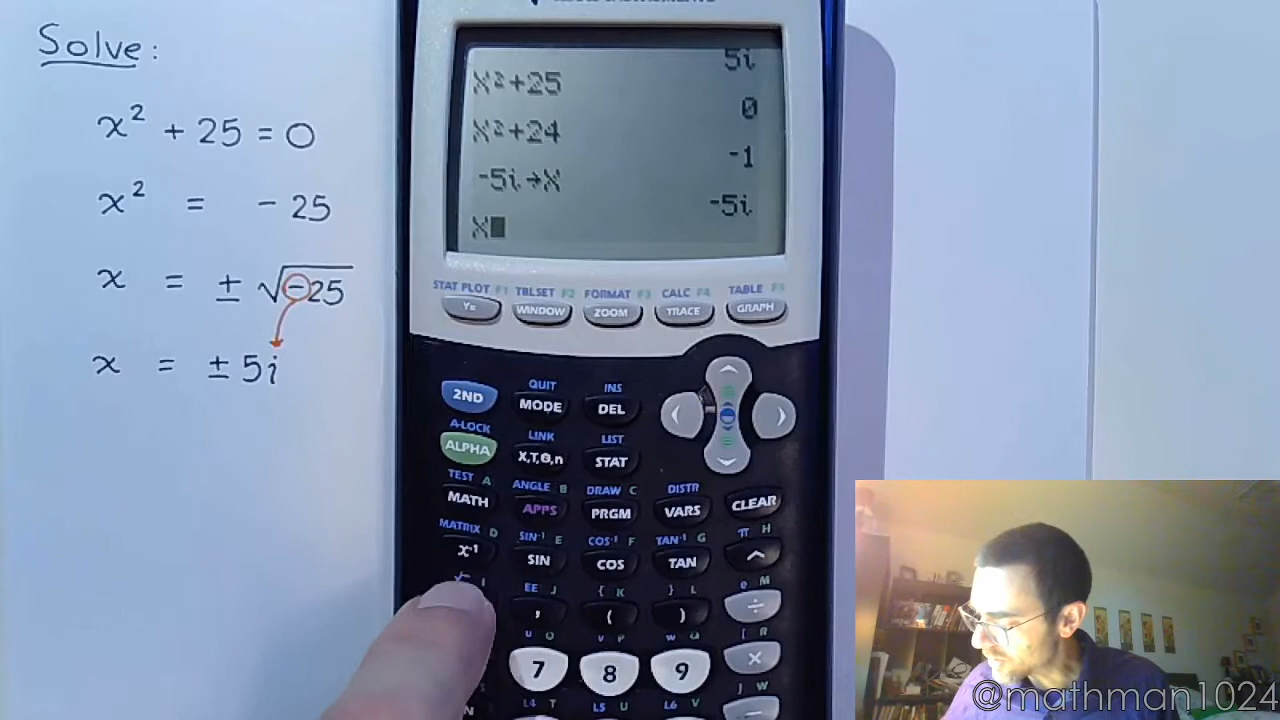 Solve:
x² + 25 = 0
x² = - 25
x = ± √-25
x = ± 5i
5i
X²+25
0
X²+24
-1
-5i→X
-5i
X
STAT PLOT F1 TBLSET F2 FORMAT F3 CALC F4 TABLE F5
Y= WINDOW ZOOM TRACE GRAPH
QUIT INS
2ND MODE DEL
A-LOCK LINK LIST
ALPHA X,T,θ,n STAT
TEST A ANGLE B DRAW C DISTR
MATH APPS PRGM VARS CLEAR
MATRIX D SIN⁻¹ E COS⁻¹ F TAN⁻¹ G π H
x⁻¹ SIN COS TAN ^
√ I EE J { K } L e M
, ( ) ÷
u O v P w Q [ R
7 8 9 ×
L4 T L5 U L6 V ] W
−
@mathman1024